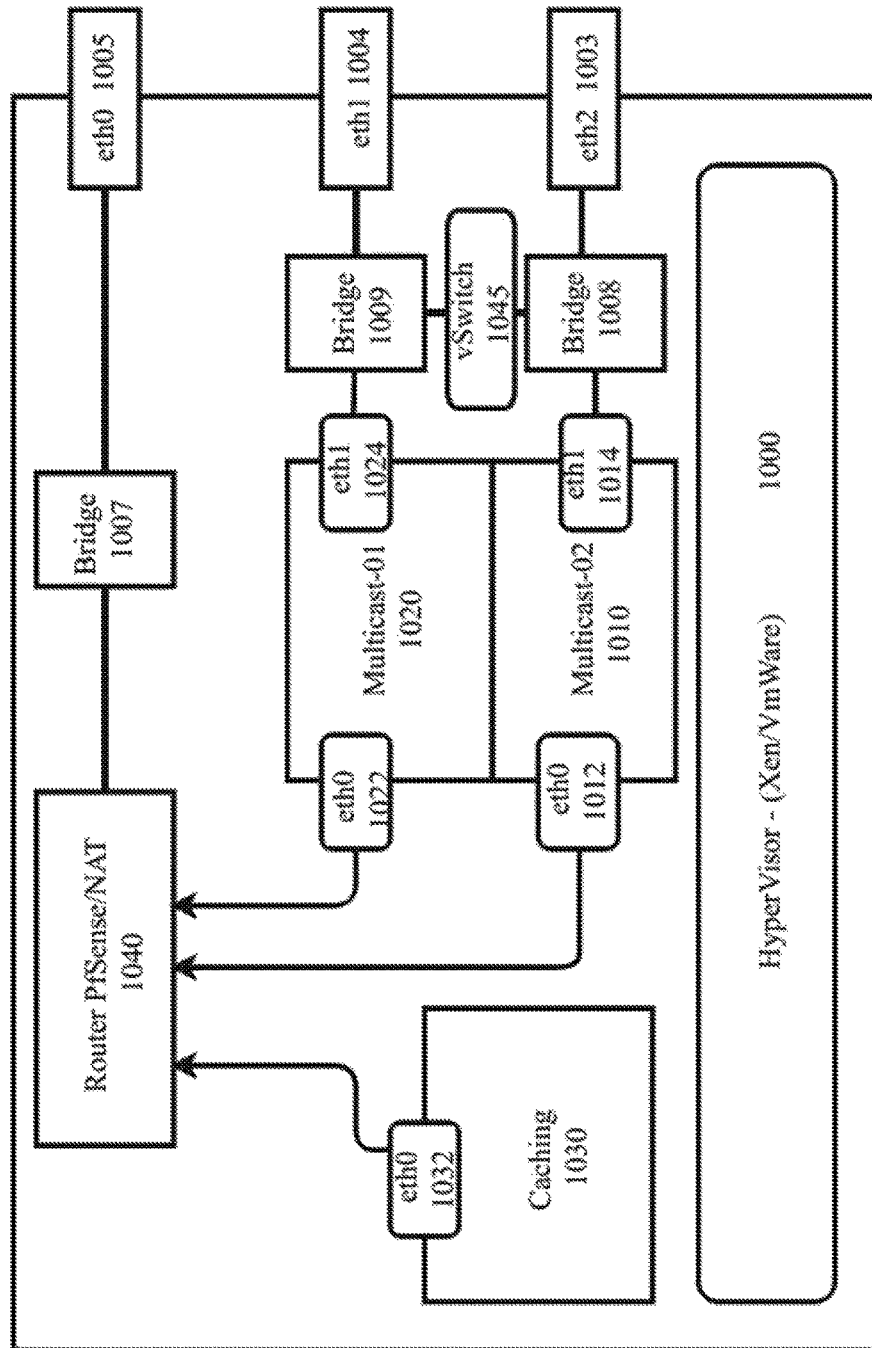 eth0 1005
eth1 1004
eth2 1003
Bridge
1007
Bridge
1009
vSwitch
1045
Bridge
1008
eth1
1024
eth1
1014
Multicast-01
1020
Multicast-02
1010
eth0
1022
eth0
1012
Router PfSense/NAT
1040
eth0
1032
Caching
1030
HyperVisor - (Xen/VmWare)
1000